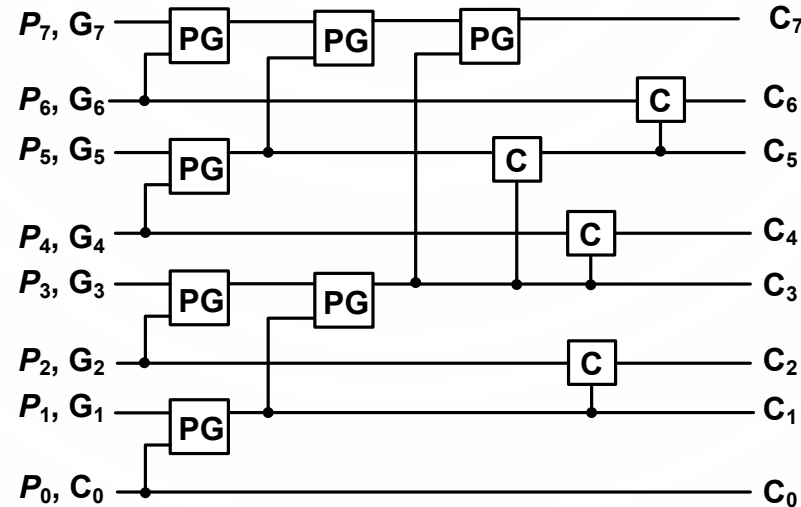 P₇, G₇ PG PG PG C₇
P₆, G₆ C C₆
P₅, G₅ PG C C₅
P₄, G₄ C C₄
P₃, G₃ PG PG C₃
P₂, G₂ C C₂
P₁, G₁ PG C₁
P₀, C₀ C₀